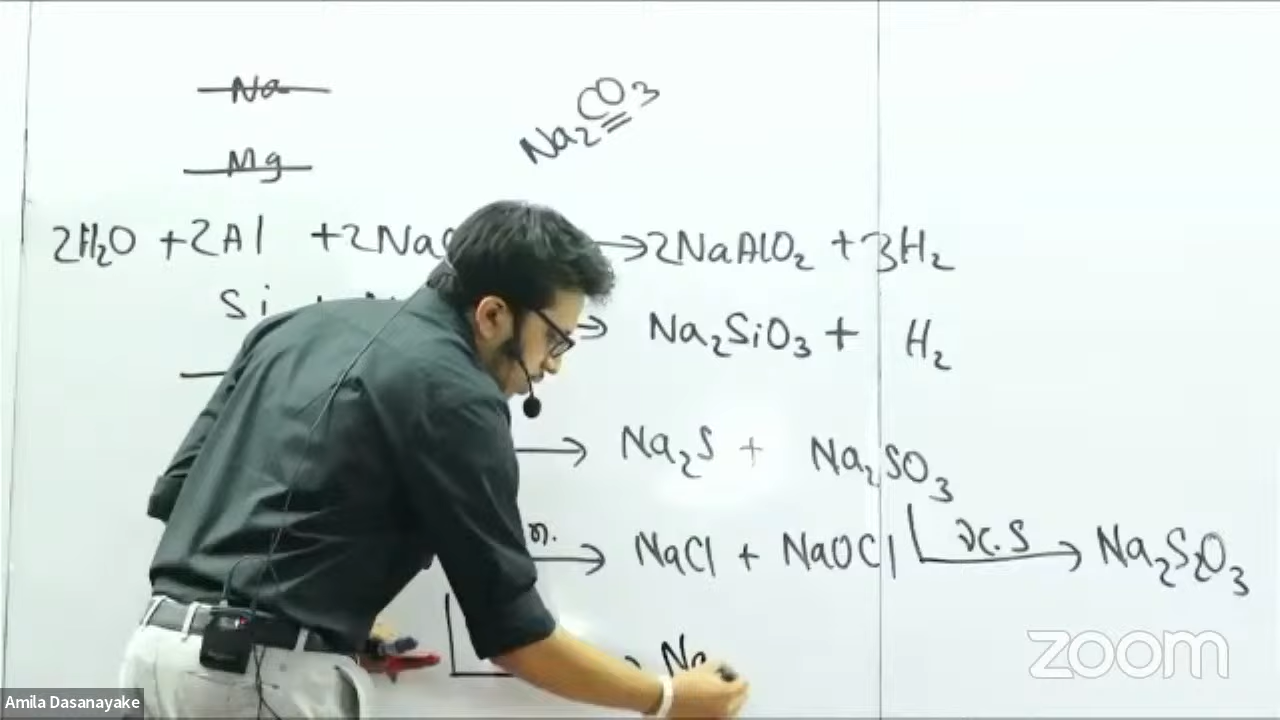 Na
Na₂CO₃
Mg
2H₂O + 2Al + 2Na → 2NaAlO₂ + 3H₂
Si + → Na₂SiO₃ + H₂
→ Na₂S + Na₂SO₃
→ NaCl + NaOCl
→ Na₂S₂O₃
Na
zoom
Amila Dasanayake